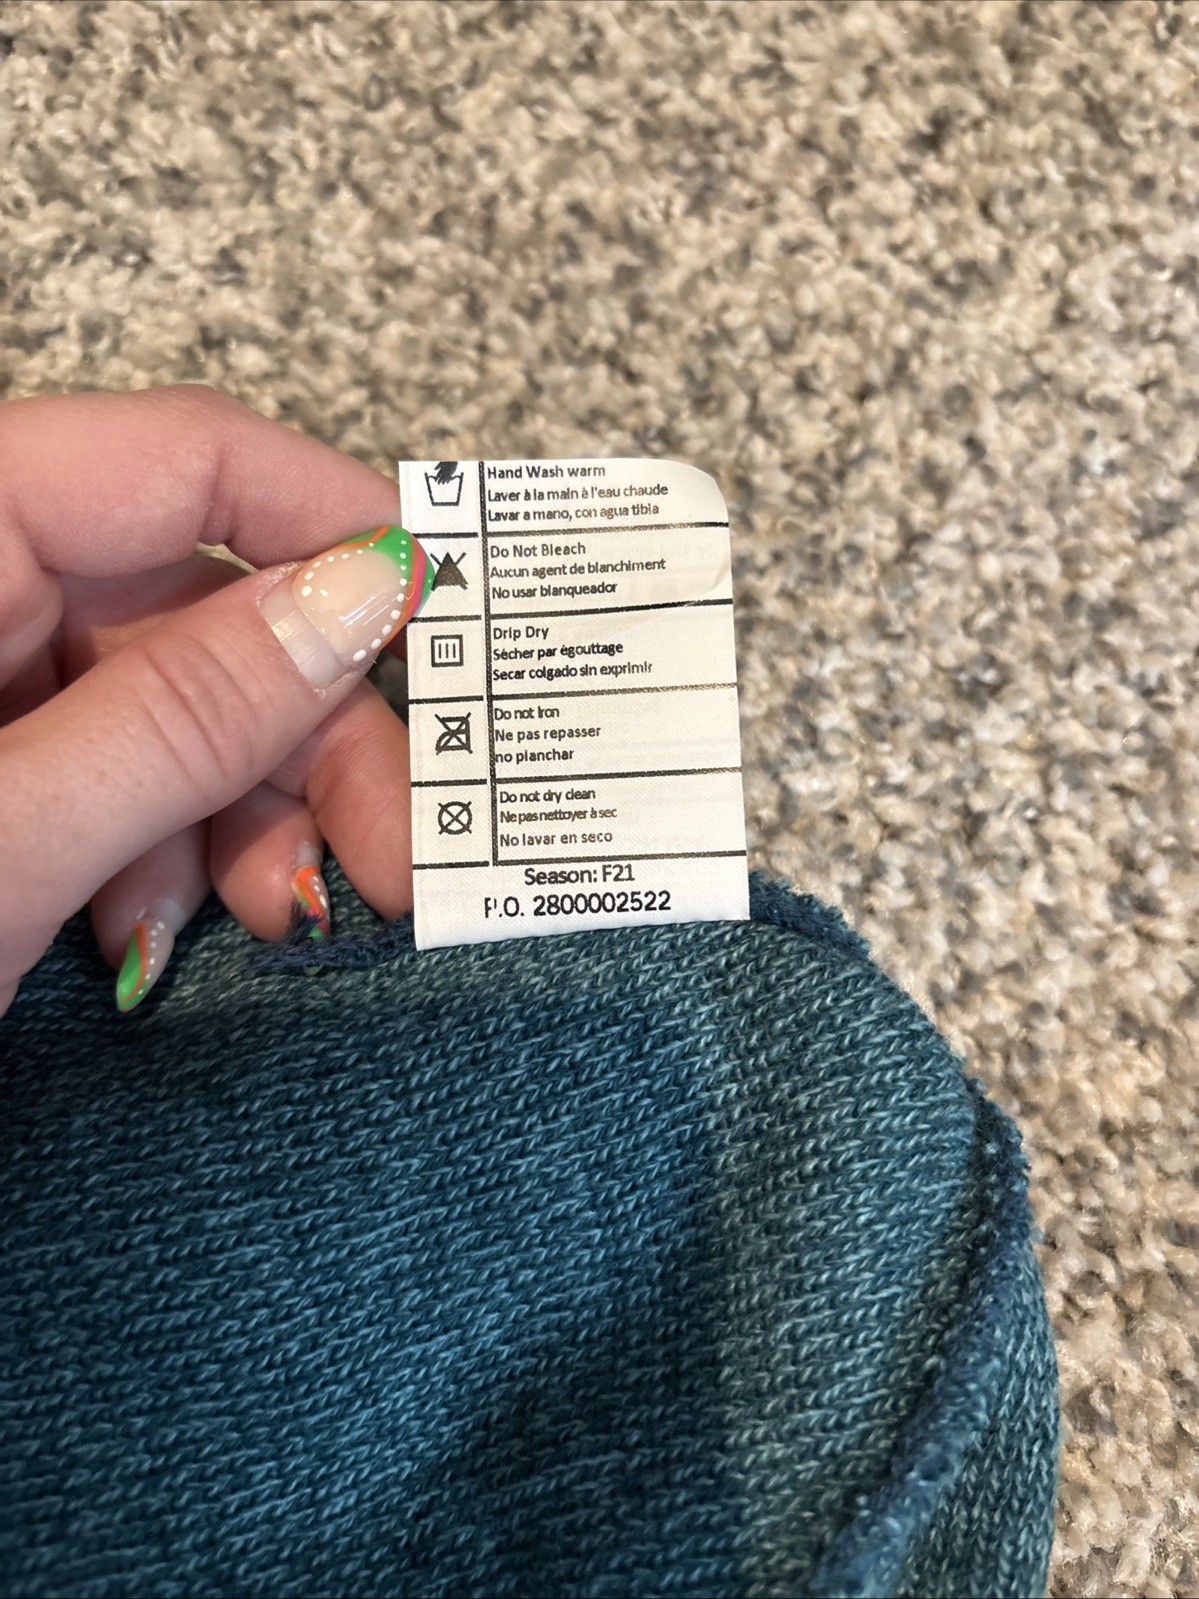 Hand Wash warm
Laver à la main à l'eau chaude
Lavar a mano, con agua tibia
Do Not Bleach
Aucun agent de blanchiment
No usar blanqueador
Drip Dry
Sécher par égouttage
Secar colgado sin exprimir
Do not Iron
Ne pas repasser
no planchar
Do not dry clean
Ne pas nettoyer à sec
No lavar en seco
Season: F21
P.O. 2800002522